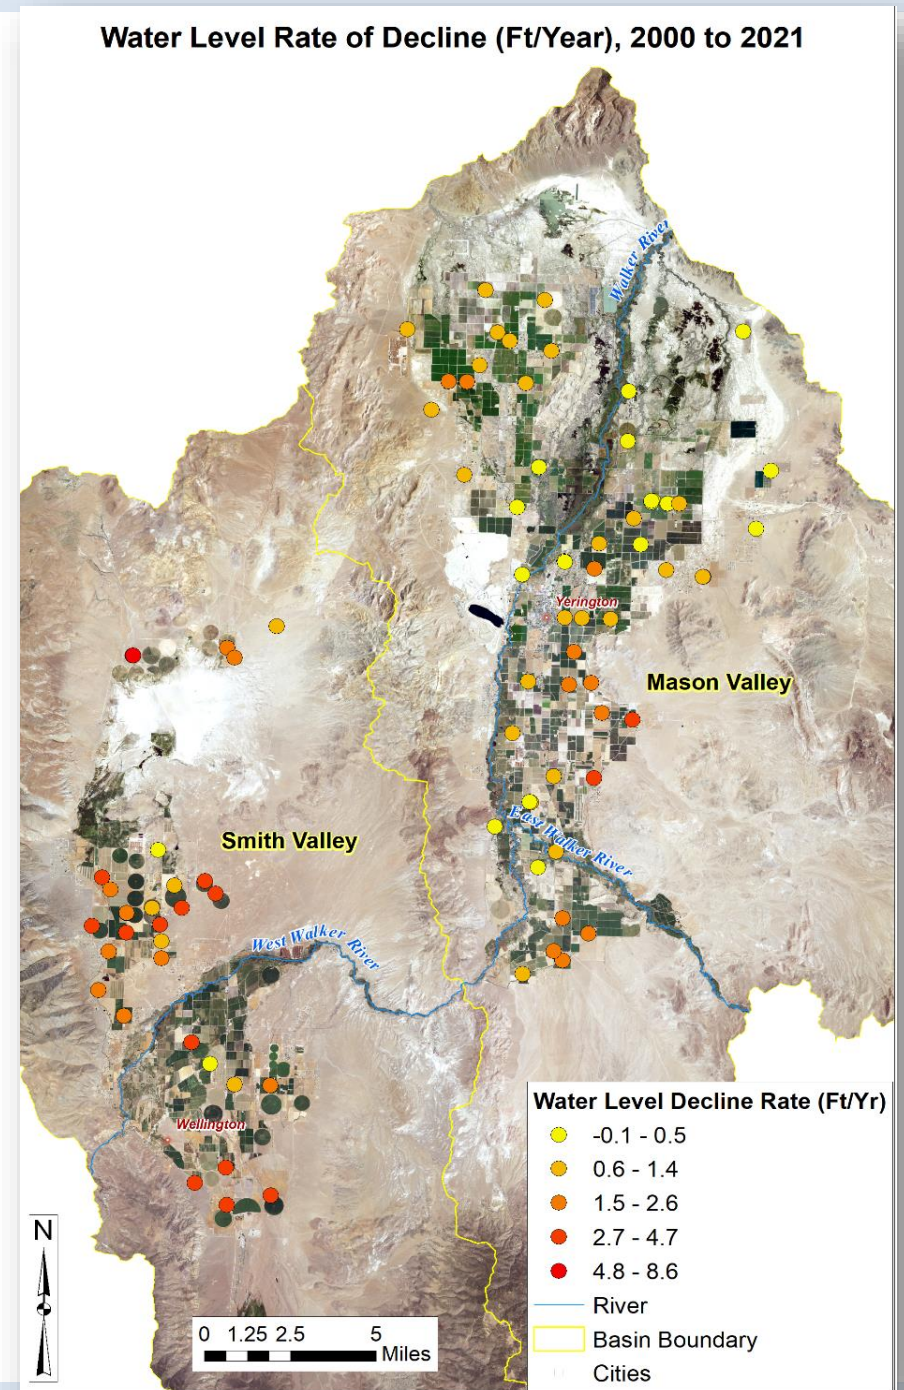 Water Level Rate of Decline (Ft/Year), 2000 to 2021
Walker River
Yerington
Mason Valley
East Walker River
Smith Valley
West Walker River
Wellington
Water Level Decline Rate (Ft/Yr)
-0.1 - 0.5
0.6 - 1.4
1.5 - 2.6
2.7 - 4.7
4.8 - 8.6
River
Basin Boundary
Cities
N
0 1.25 2.5 5
Miles